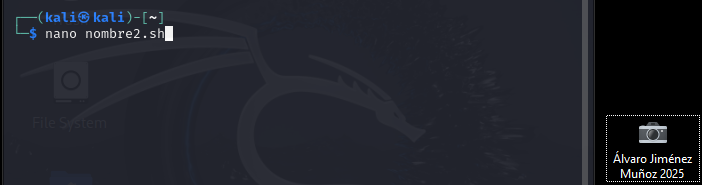 ┌──(kali㉿kali)-[~]
└─$ nano nombre2.sh
File System
Álvaro Jiménez
Muñoz 2025